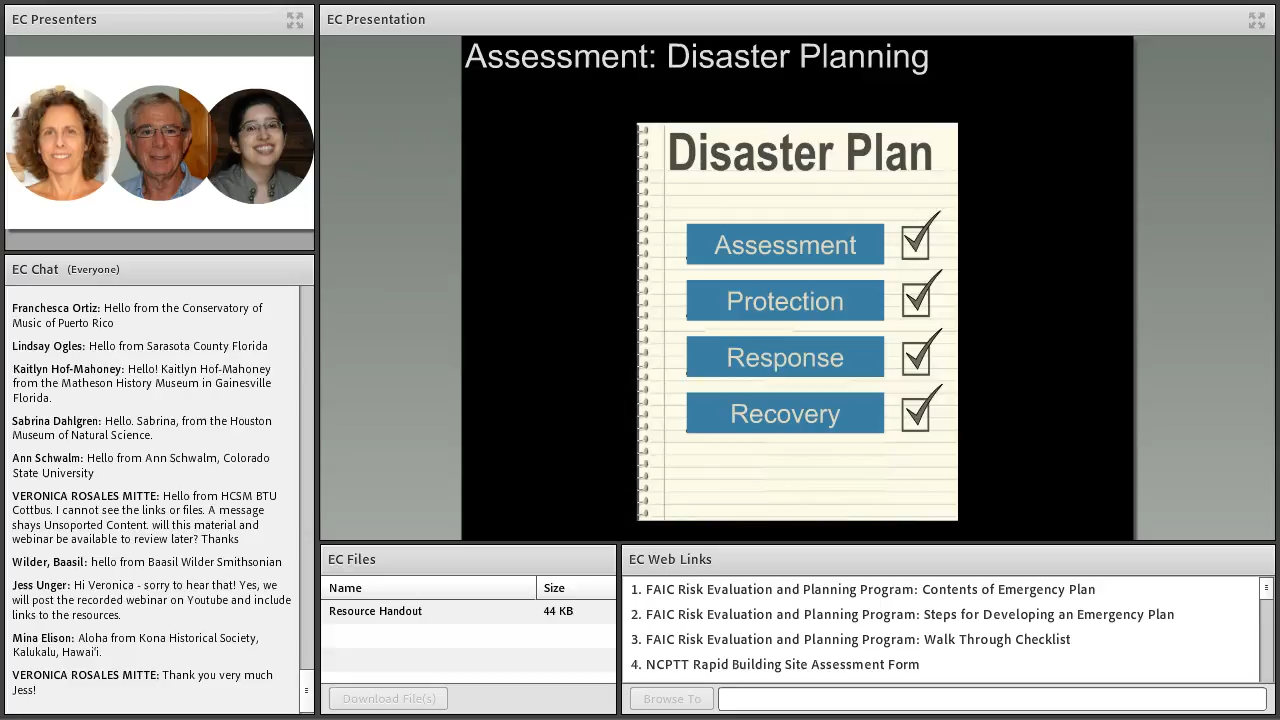 EC Presenters
EC Presentation
Assessment: Disaster Planning
Disaster Plan
Assessment
Protection
Response
Recovery
EC Chat (Everyone)
Franchesca Ortiz: Hello from the Conservatory of
Music of Puerto Rico
Lindsay Ogles: Hello from Sarasota County Florida
Kaitlyn Hof-Mahoney: Hello! Kaitlyn Hof-Mahoney
from the Matheson History Museum in Gainesville
Florida.
Sabrina Dahlgren: Hello. Sabrina, from the Houston
Museum of Natural Science.
Ann Schwalm: Hello from Ann Schwalm, Colorado
State University
VERONICA ROSALES MITTE: Hello from HCSM BTU
Cottbus. I cannot see the links or files. A message
shays Unsoported Content. will this material and
webinar be available to review later? Thanks
Wilder, Baasil: hello from Baasil Wilder Smithsonian
Jess Unger: Hi Veronica - sorry to hear that! Yes, we
will post the recorded webinar on Youtube and include
links to the resources.
Mina Elison: Aloha from Kona Historical Society,
Kalukalu, Hawai'i.
VERONICA ROSALES MITTE: Thank you very much
Jess!
EC Files
Name Size
Resource Handout 44 KB
Download File(s)
EC Web Links
1. FAIC Risk Evaluation and Planning Program: Contents of Emergency Plan
2. FAIC Risk Evaluation and Planning Program: Steps for Developing an Emergency Plan
3. FAIC Risk Evaluation and Planning Program: Walk Through Checklist
4. NCPTT Rapid Building Site Assessment Form
Browse To